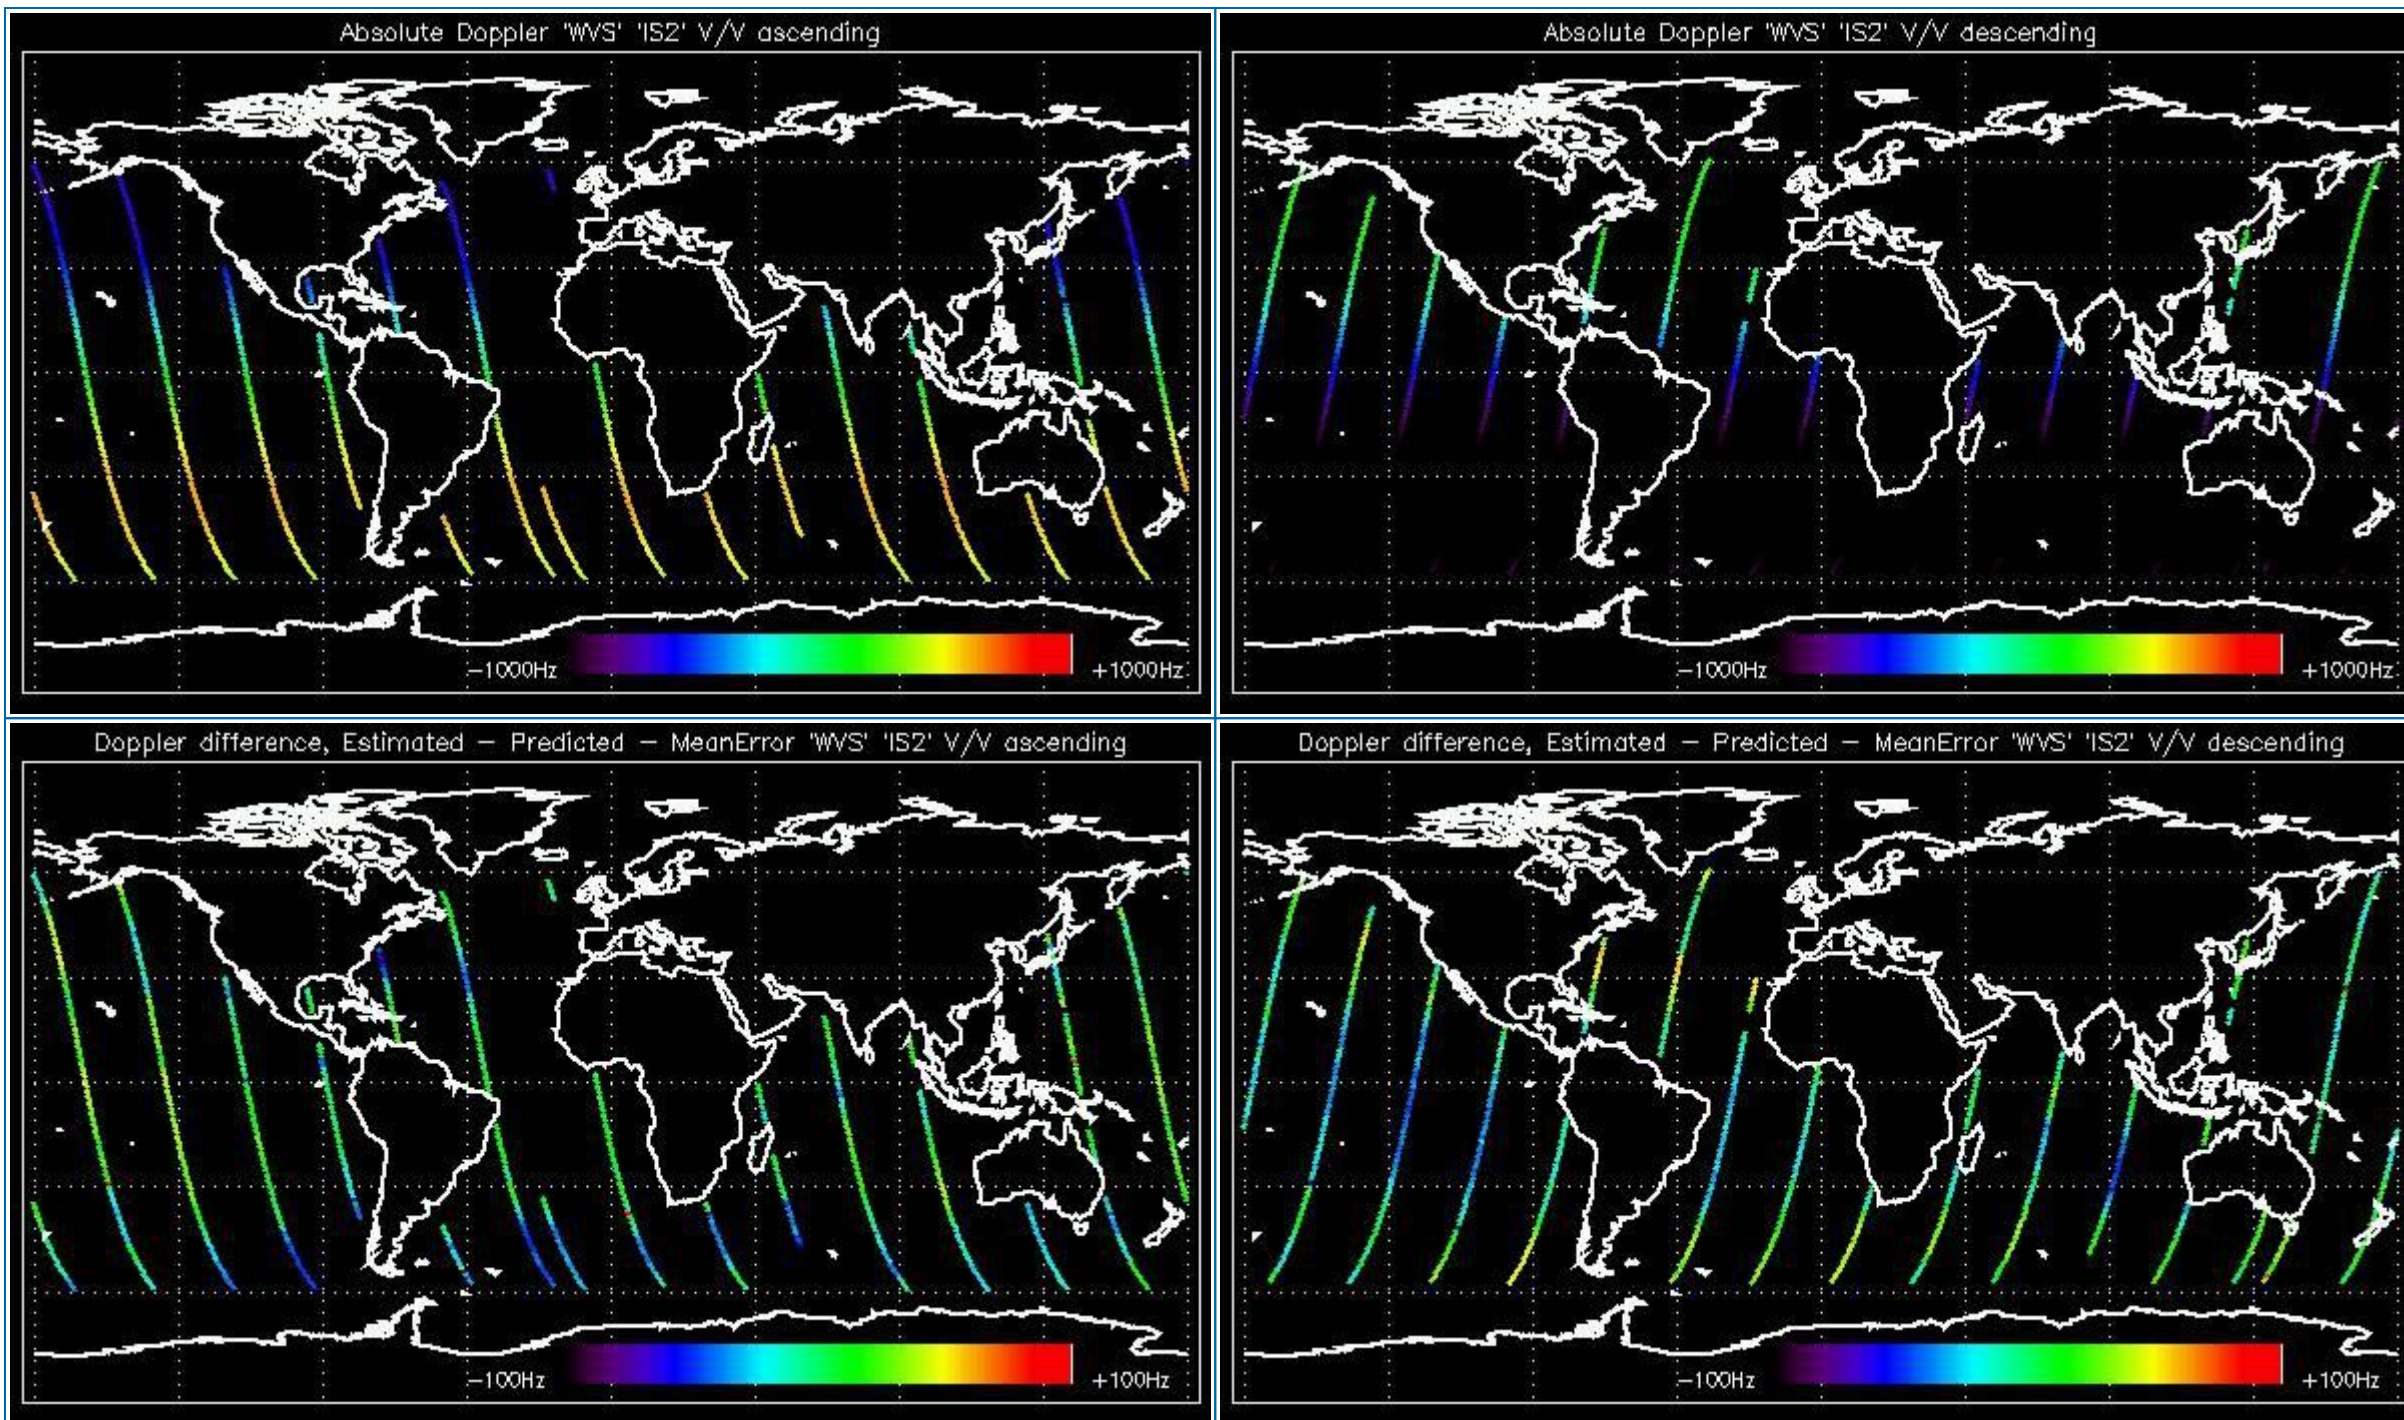 Absolute Doppler 'WVS' 'IS2' V/V ascending
−1000Hz
+1000Hz
Absolute Doppler 'WVS' 'IS2' V/V descending
−1000Hz
+1000Hz
Doppler difference, Estimated − Predicted − MeanError 'WVS' 'IS2' V/V ascending
−100Hz
+100Hz
Doppler difference, Estimated − Predicted − MeanError 'WVS' 'IS2' V/V descending
−100Hz
+100Hz